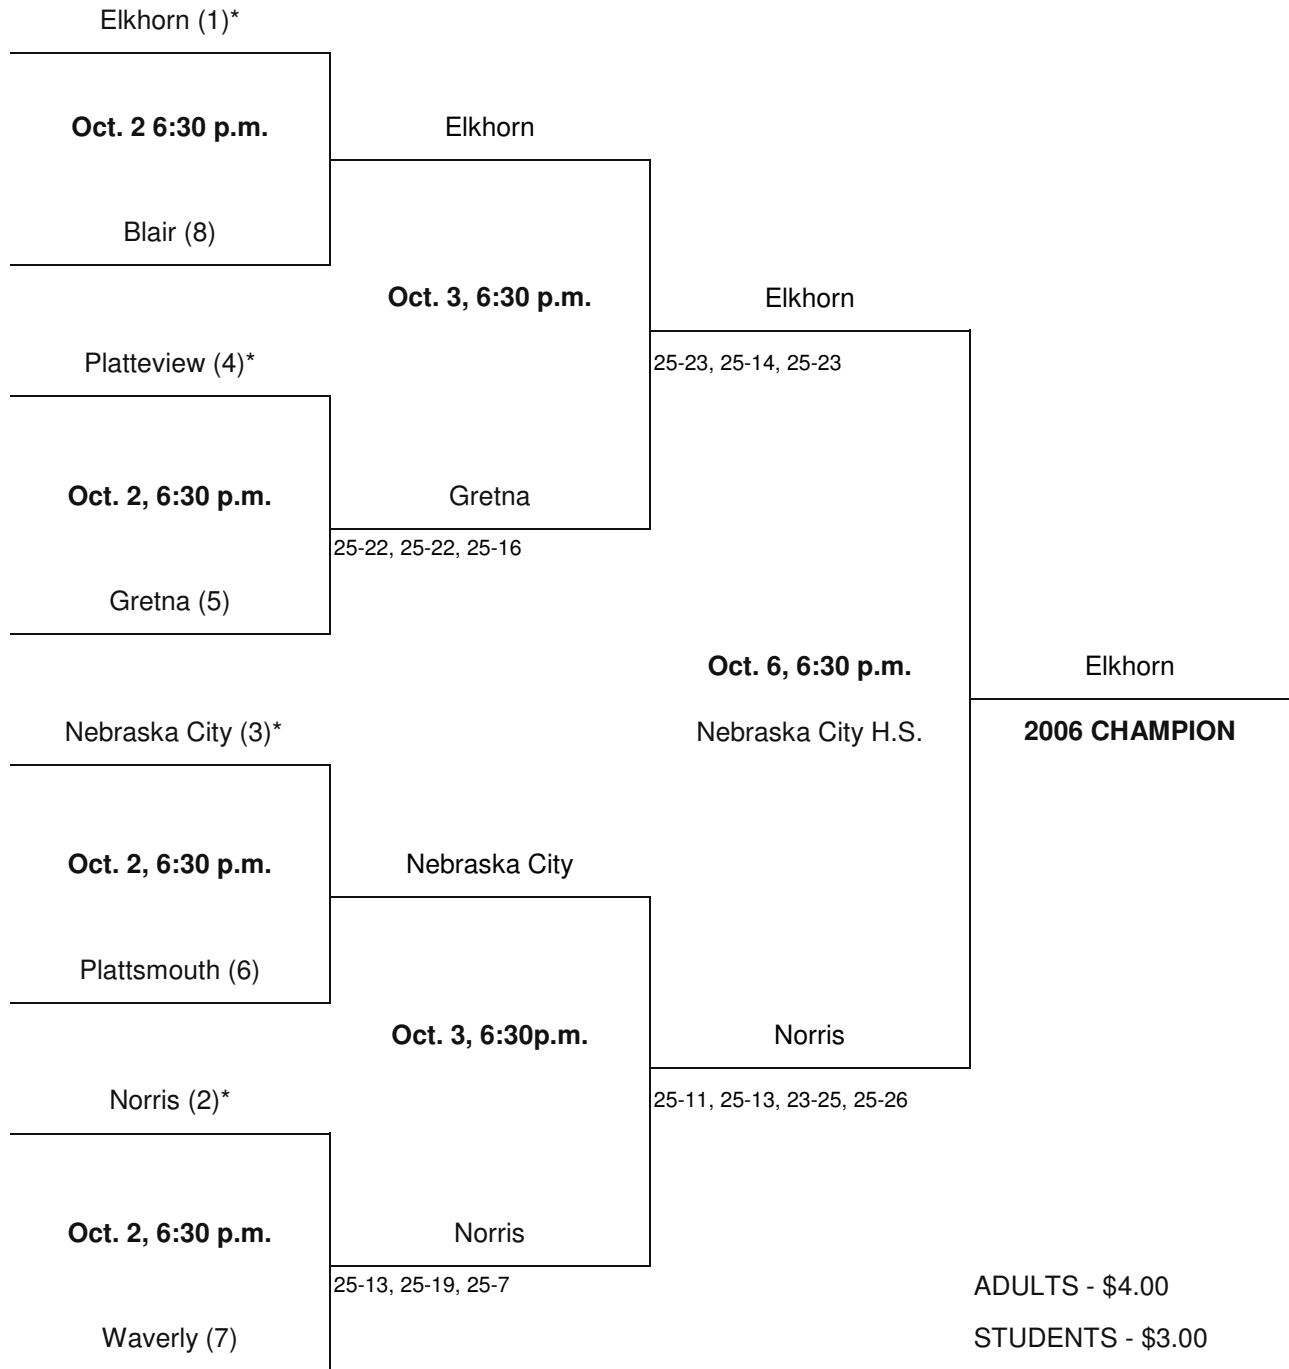 Elkhorn (1)*
Oct. 2 6:30 p.m.
Elkhorn
Blair (8)
Oct. 3, 6:30 p.m.
Elkhorn
Platteview (4)*
25-23, 25-14, 25-23
Oct. 2, 6:30 p.m.
Gretna
25-22, 25-22, 25-16
Gretna (5)
Oct. 6, 6:30 p.m.
Elkhorn
Nebraska City (3)*
Nebraska City H.S.
2006 CHAMPION
Oct. 2, 6:30 p.m.
Nebraska City
Plattsmouth (6)
Oct. 3, 6:30p.m.
Norris
Norris (2)*
25-11, 25-13, 23-25, 25-26
Oct. 2, 6:30 p.m.
Norris
25-13, 25-19, 25-7
ADULTS - $4.00
Waverly (7)
STUDENTS - $3.00